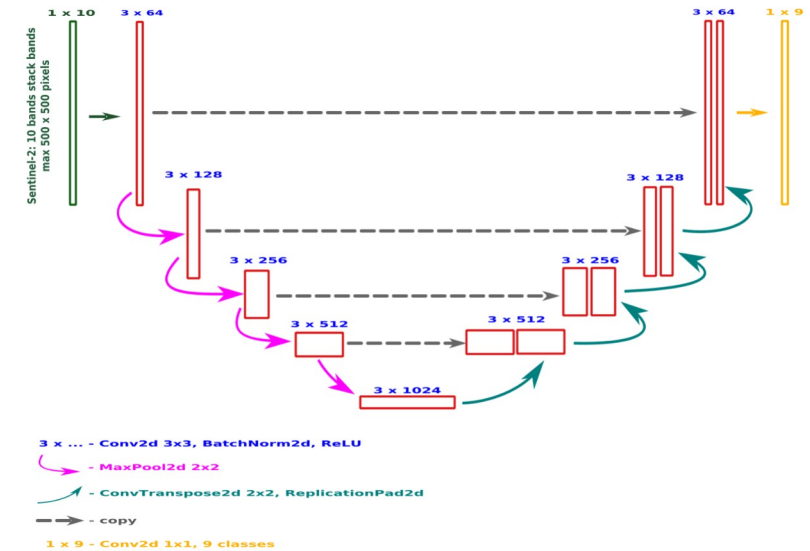 1 x 10
3 x 64
3 x 64
1 x 9
Sentinel-2: 10 bands stack bands
max 500 x 500 pixels
3 x 128
3 x 128
3 x 256
3 x 256
3 x 512
3 x 512
3 x 1024
3 x ... - Conv2d 3x3, BatchNorm2d, ReLU
- MaxPool2d 2x2
- ConvTranspose2d 2x2, ReplicationPad2d
- copy
1 x 9 - Conv2d 1x1, 9 classes